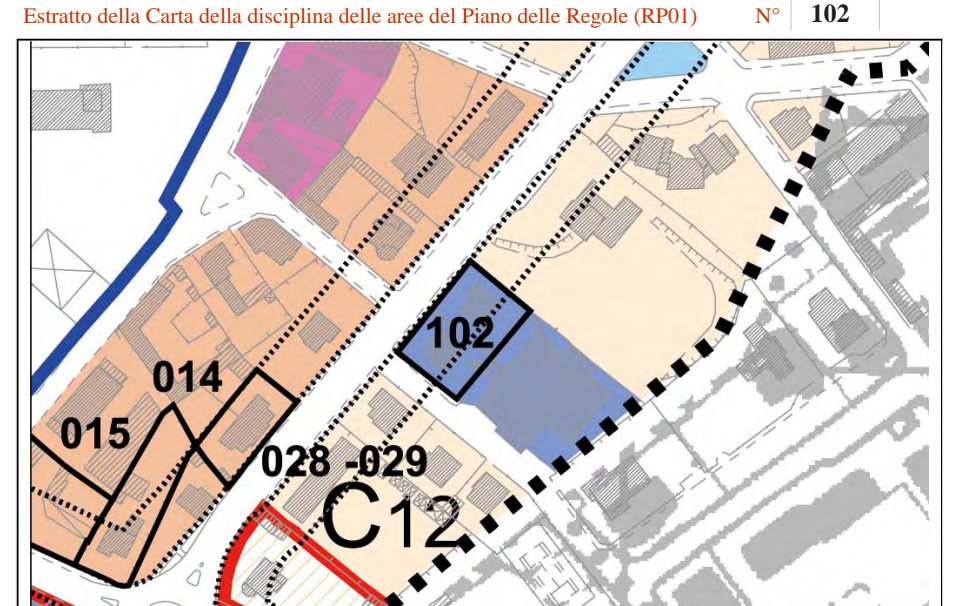 Estratto della Carta della disciplina delle aree del Piano delle Regole (RP01) N° 102
102
014
015
028 -029
C12